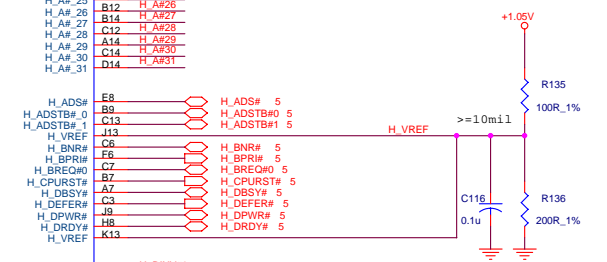 H_A#_25
H_A#_26 B12 H_A#26
H_A#_27 B14 H_A#27
H_A#_28 C12 H_A#28
H_A#_29 A14 H_A#29
H_A#_30 C14 H_A#30
H_A#_31 D14 H_A#31
+1.05V
R135
100R_1%
H_ADS# E8 H_ADS# 5
H_ADSTB#_0 B9 H_ADSTB#0 5
H_ADSTB#_1 C13 H_ADSTB#1 5
>=10mil
H_VREF J13 H_VREF
H_BNR# C6 H_BNR# 5
H_BPRI# F6 H_BPRI# 5
H_BREQ#0 C7 H_BREQ#0 5
H_CPURST# B7 H_CPURST# 5
H_DBSY# A7 H_DBSY# 5
H_DEFER# C3 H_DEFER# 5
H_DPWR# J9 H_DPWR# 5
H_DRDY# H8 H_DRDY# 5
H_VREF K13
C116
0.1u
R136
200R_1%